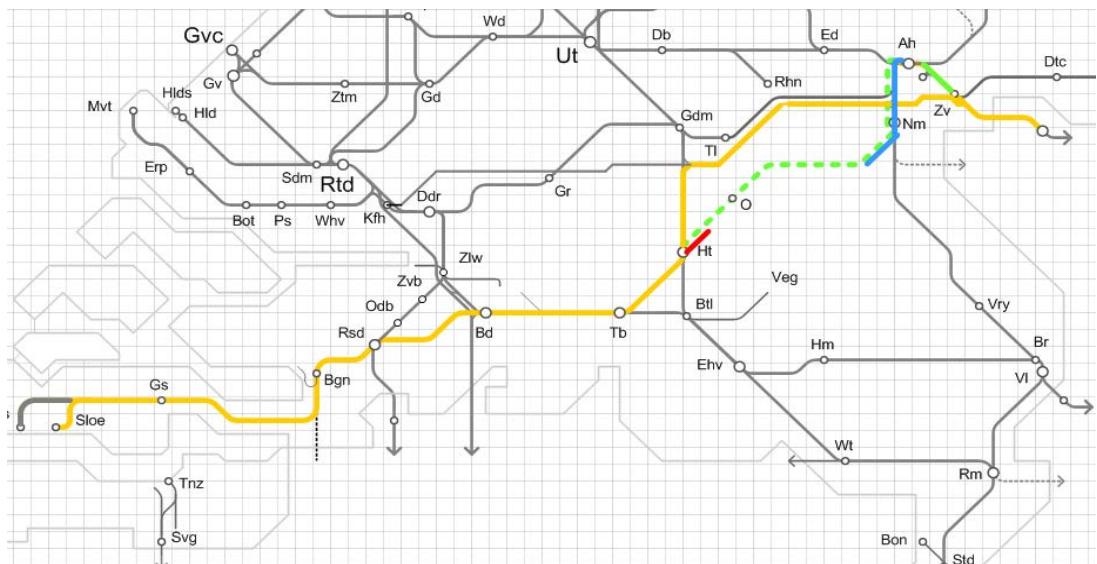 Wd
Gvc
Ut
Db
Ed
Ah
Gv
Ztm
Gd
Rhn
Dtc
Mvt
Hlds
Hld
Zv
Gdm
Nm
Tl
Erp
Sdm
Rtd
Ddr
Gr
O
Bot
Ps
Whv
Kfh
Ht
Zlw
Zvb
Veg
Odb
Btl
Vry
Rsd
Bd
Tb
Hm
Br
Ehv
Vl
Bgn
Gs
s
Sloe
Wt
Rm
Tnz
Svg
Bon
Std